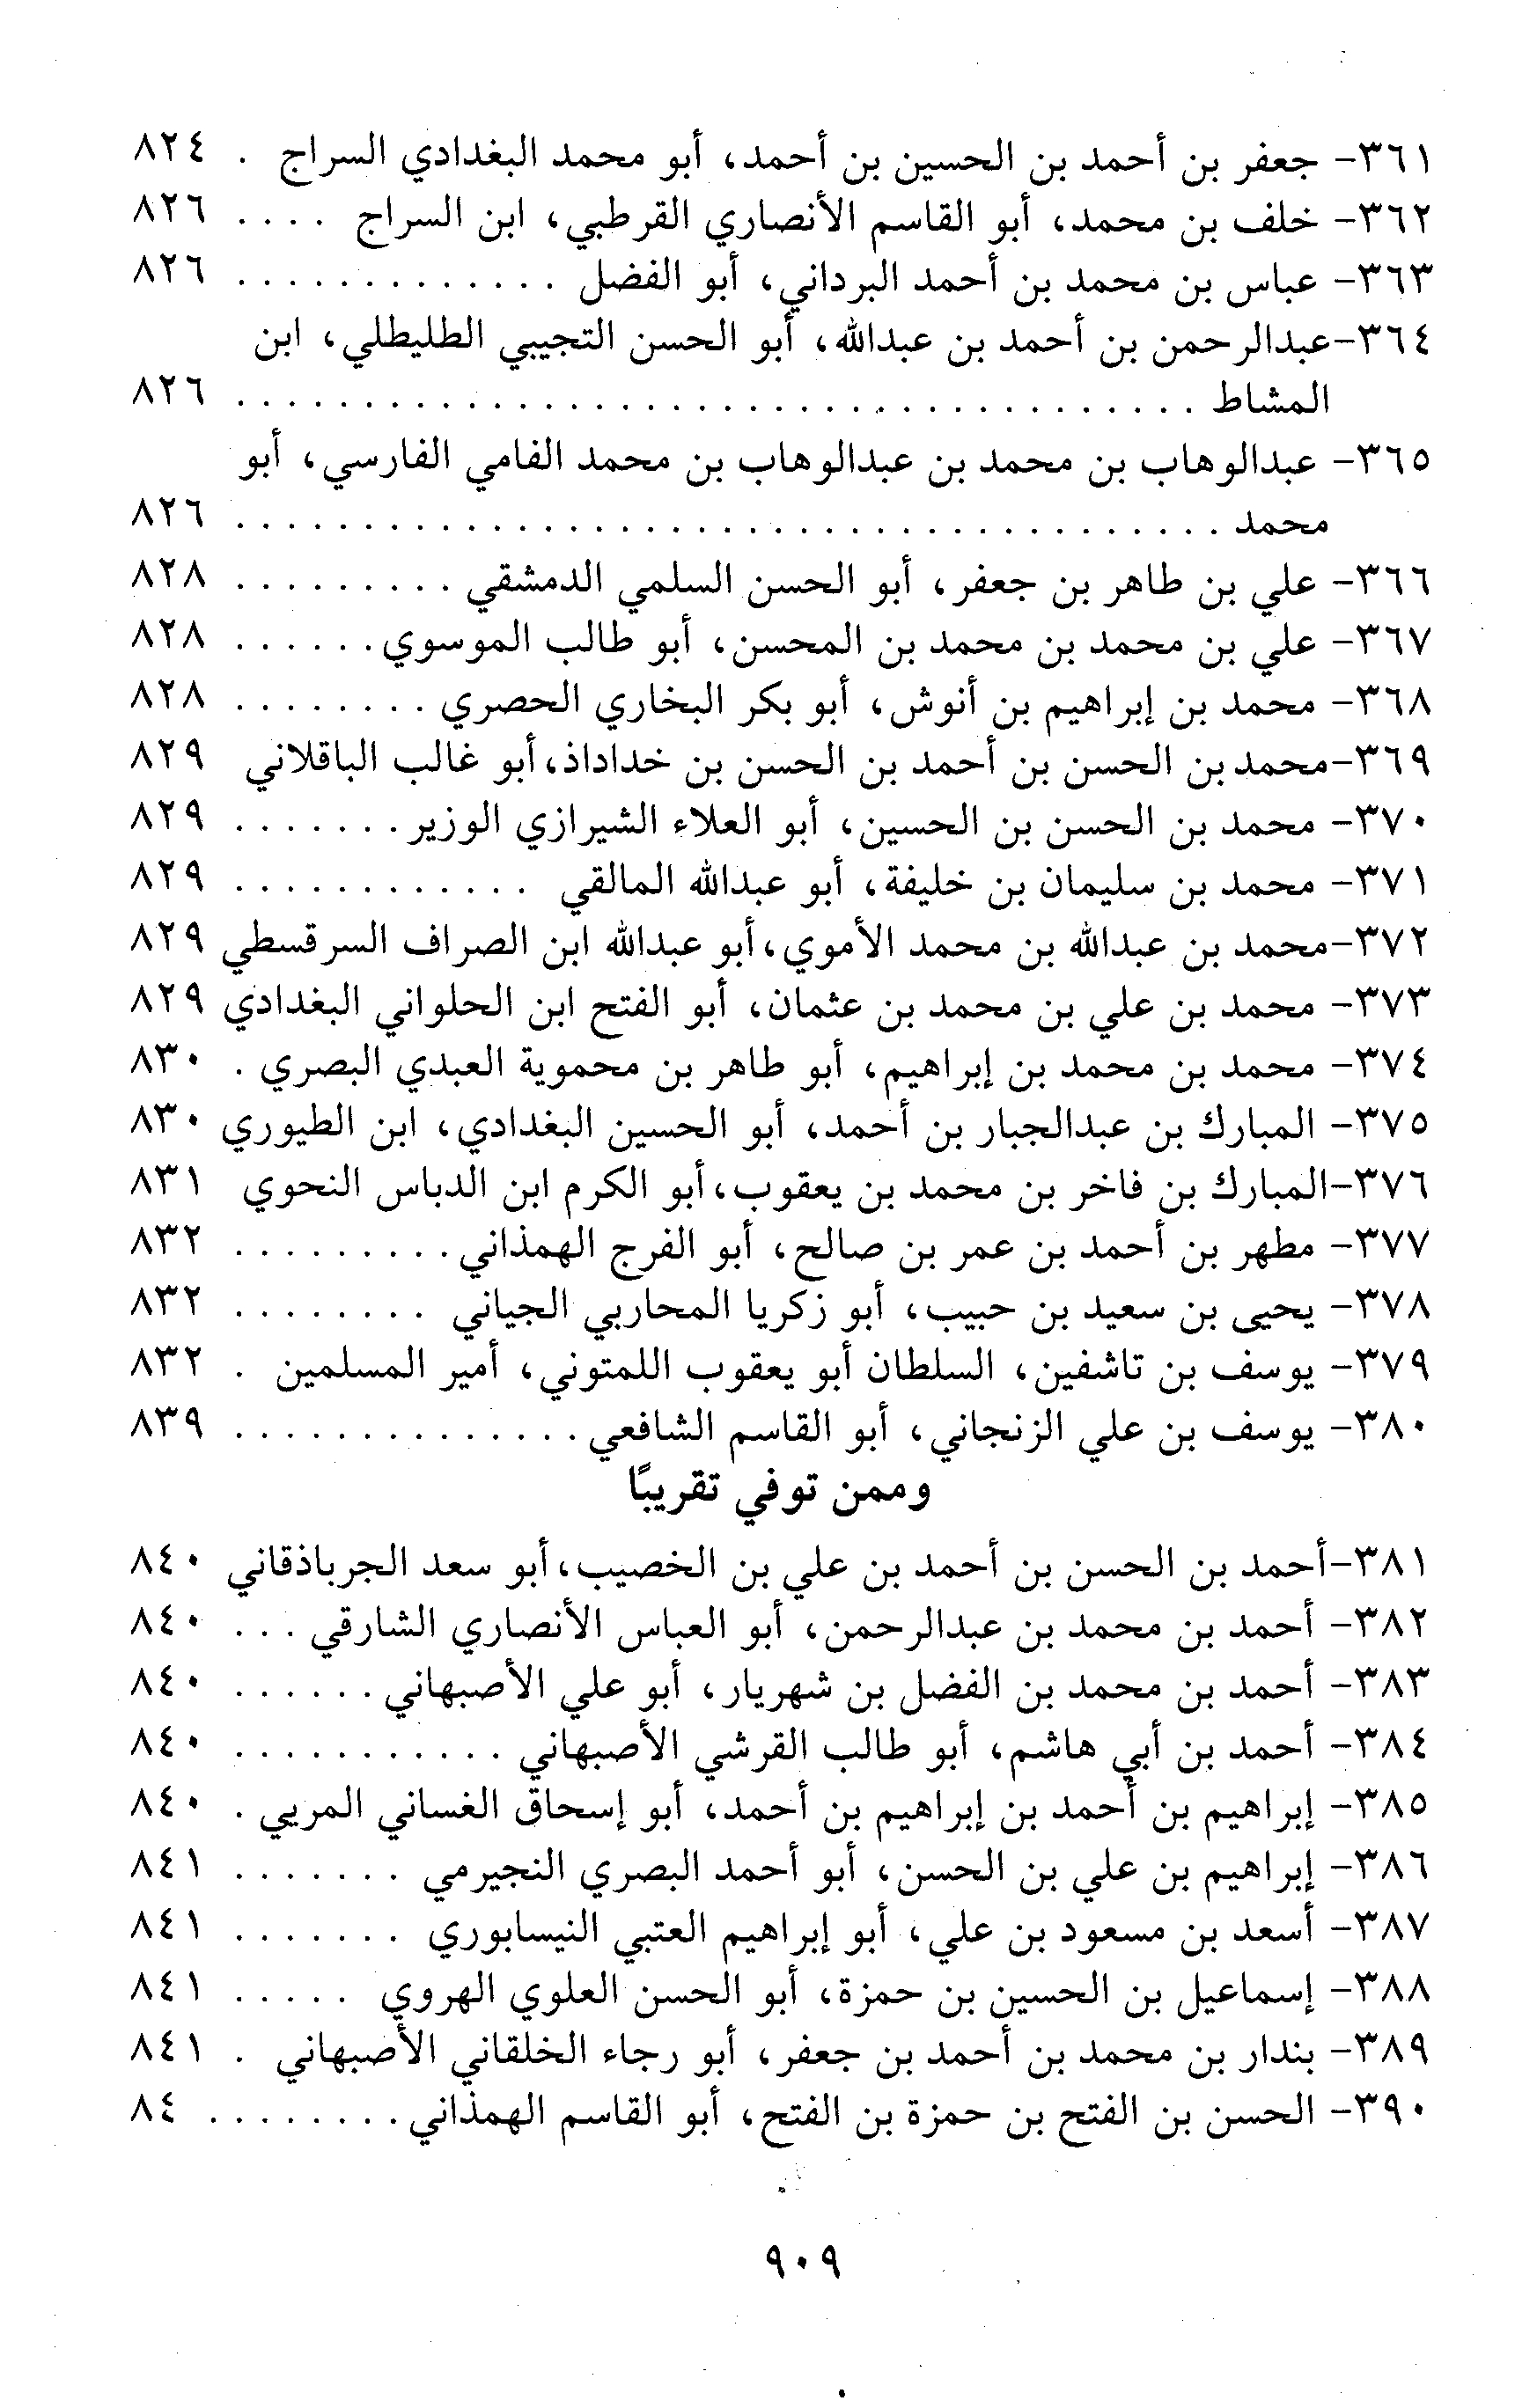 ٣٦١- جعفر بن أحمد بن الحسين بن أحمد، أبو محمد البغدادي السراج . ٨٢٤
٣٦٢- خلف بن محمد، أبو القاسم الأنصاري القرطبي، ابن السراج . . . . ٨٢٦
٣٦٣- عباس بن محمد بن أحمد البرداني، أبو الفضل . . . . . . . . . . . . . ٨٢٦
٣٦٤-عبدالرحمن بن أحمد بن عبدالله، أبو الحسن التجيبي الطليطلي، ابن
المشاط . . . . . . . . . . . . . . . . . . . . . . . . . . . . . . . . . . . . . . ٨٢٦
٣٦٥- عبدالوهاب بن محمد بن عبدالوهاب بن محمد الفامي الفارسي، أبو
محمد . . . . . . . . . . . . . . . . . . . . . . . . . . . . . . . . . . . . . . . ٨٢٦
٣٦٦- علي بن طاهر بن جعفر، أبو الحسن السلمي الدمشقي . . . . . . . . . ٨٢٨
٣٦٧- علي بن محمد بن محمد بن المحسن، أبو طالب الموسوي . . . . . . ٨٢٨
٣٦٨- محمد بن إبراهيم بن أنوش، أبو بكر البخاري الحصري . . . . . . . . ٨٢٨
٣٦٩-محمد بن الحسن بن أحمد بن الحسن بن خداداذ، أبو غالب الباقلاني ٨٢٩
٣٧٠- محمد بن الحسن بن الحسين، أبو العلاء الشيرازي الوزير . . . . . . . ٨٢٩
٣٧١- محمد بن سليمان بن خليفة، أبو عبدالله المالقي . . . . . . . . . . . . ٨٢٩
٣٧٢-محمد بن عبدالله بن محمد الأموي، أبو عبدالله ابن الصراف السرقسطي ٨٢٩
٣٧٣- محمد بن علي بن محمد بن عثمان، أبو الفتح ابن الحلواني البغدادي ٨٢٩
٣٧٤- محمد بن محمد بن إبراهيم، أبو طاهر بن محموية العبدي البصري . ٨٣٠
٣٧٥- المبارك بن عبدالجبار بن أحمد، أبو الحسين البغدادي، ابن الطيوري ٨٣٠
٣٧٦-المبارك بن فاخر بن محمد بن يعقوب، أبو الكرم ابن الدباس النحوي ٨٣١
٣٧٧- مطهر بن أحمد بن عمر بن صالح، أبو الفرج الهمذاني . . . . . . . . . ٨٣٢
٣٧٨- يحيى بن سعيد بن حبيب، أبو زكريا المحاربي الجياني . . . . . . . . ٨٣٢
٣٧٩- يوسف بن تاشفين، السلطان أبو يعقوب اللمتوني، أمير المسلمين . ٨٣٢
٣٨٠- يوسف بن علي الزنجاني، أبو القاسم الشافعي . . . . . . . . . . . . . . ٨٣٩
وممن توفي تقريبًا
٣٨١-أحمد بن الحسن بن أحمد بن علي بن الخصيب، أبو سعد الجرباذقاني ٨٤٠
٣٨٢- أحمد بن محمد بن عبدالرحمن، أبو العباس الأنصاري الشارقي . . . ٨٤٠
٣٨٣- أحمد بن محمد بن الفضل بن شهريار، أبو علي الأصبهاني . . . . . . ٨٤٠
٣٨٤- أحمد بن أبي هاشم، أبو طالب القرشي الأصبهاني . . . . . . . . . . . ٨٤٠
٣٨٥- إبراهيم بن أحمد بن إبراهيم بن أحمد، أبو إسحاق الغساني المريي . ٨٤٠
٣٨٦- إبراهيم بن علي بن الحسن، أبو أحمد البصري النجيرمي . . . . . . . ٨٤١
٣٨٧- أسعد بن مسعود بن علي، أبو إبراهيم العتبي النيسابوري . . . . . . . ٨٤١
٣٨٨- إسماعيل بن الحسين بن حمزة، أبو الحسن العلوي الهروي . . . . . ٨٤١
٣٨٩- بندار بن محمد بن أحمد بن جعفر، أبو رجاء الخلقاني الأصبهاني . ٨٤١
٣٩٠- الحسن بن الفتح بن حمزة بن الفتح، أبو القاسم الهمذاني . . . . . . . . ٨٤
٩٠٩